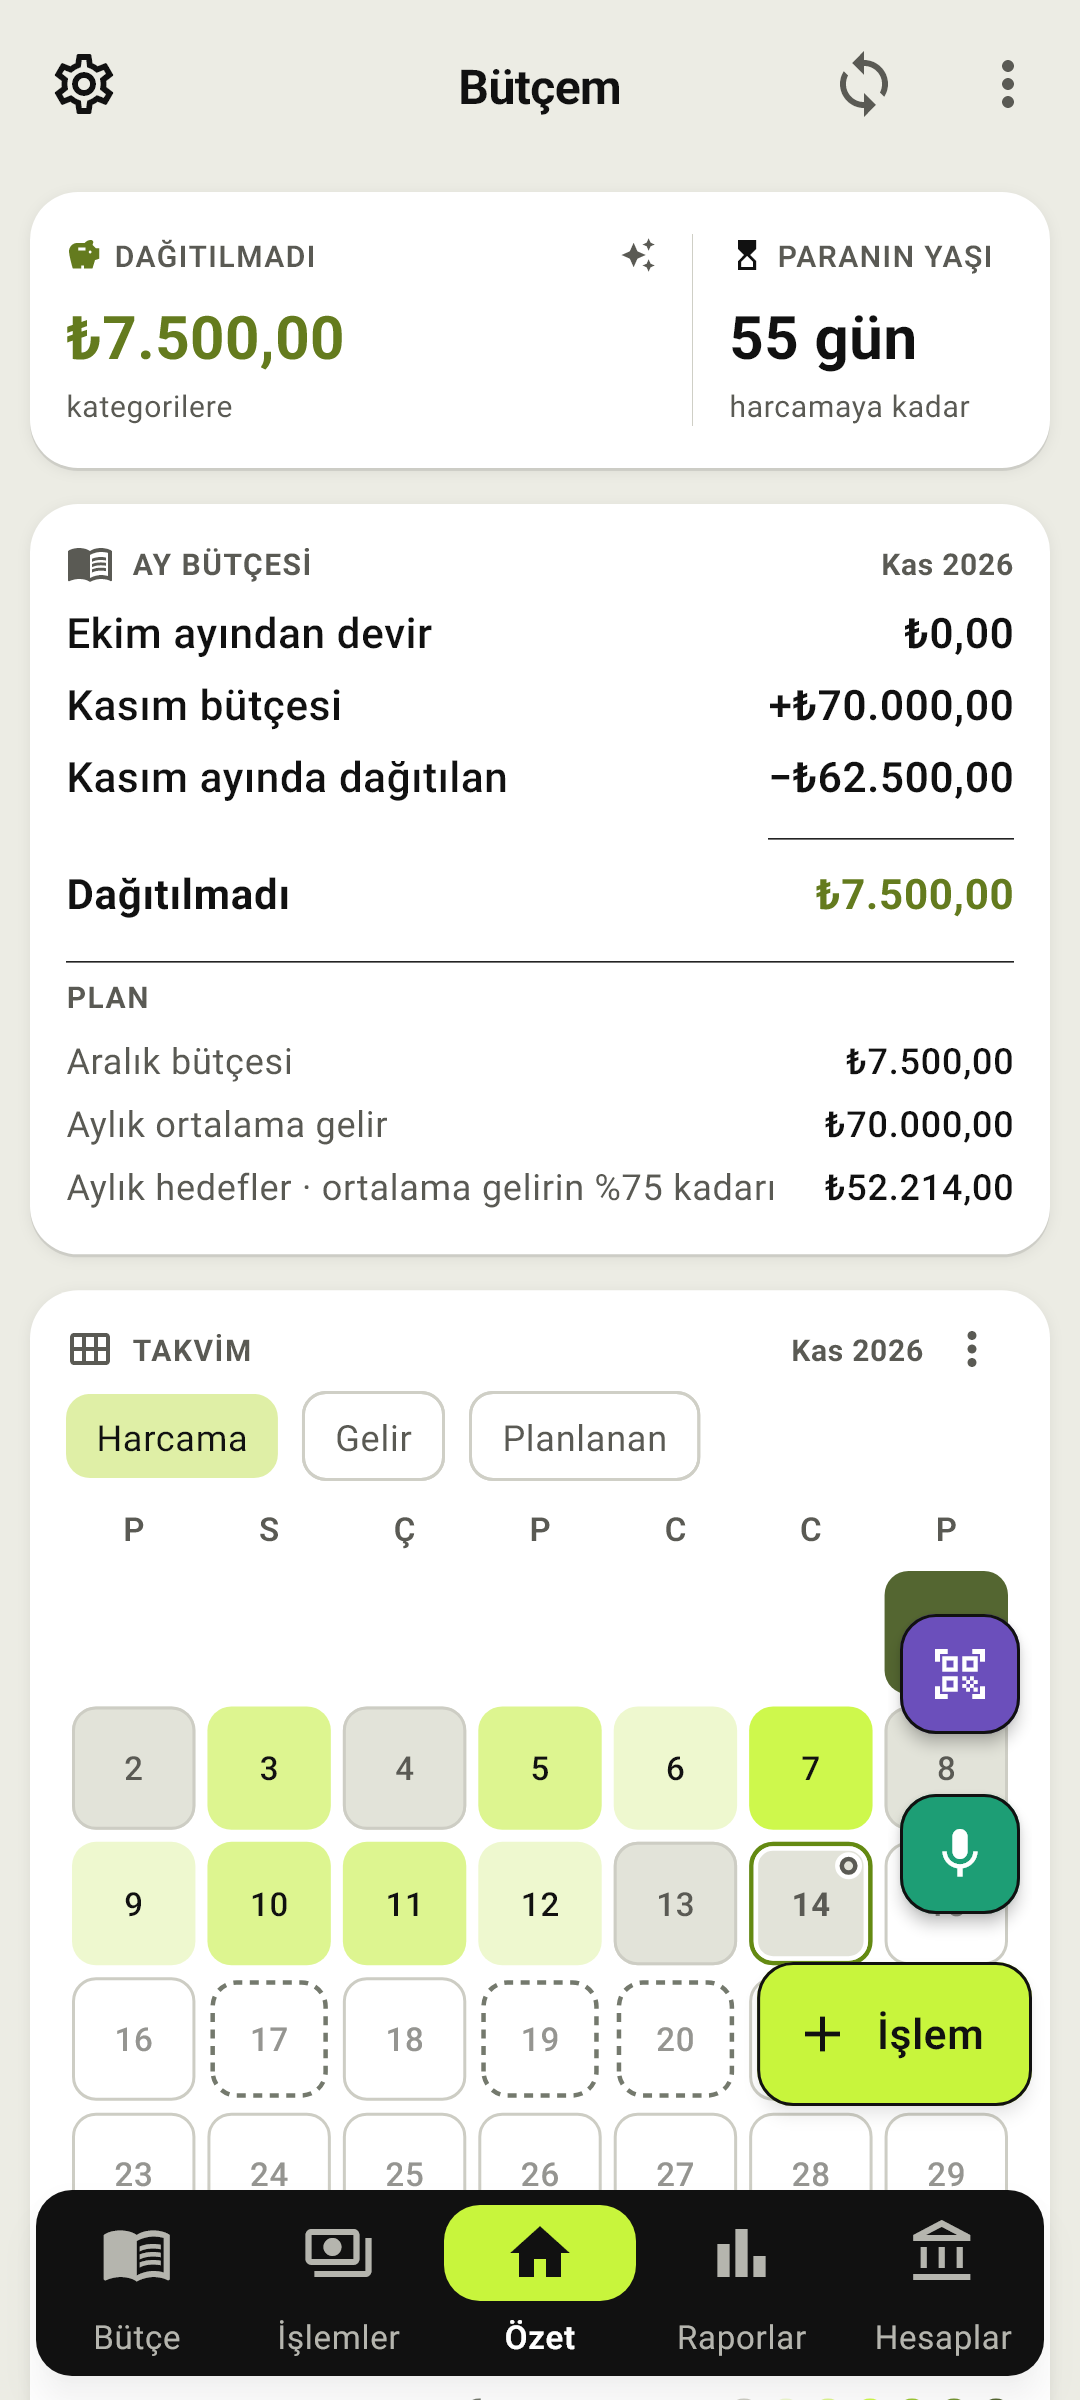 Bütçem
DAĞITILMADI
₺7.500,00
kategorilere
PARANIN YAŞI
55 gün
harcamaya kadar
AY BÜTÇESİ
Kas 2026
Ekim ayından devir
₺0,00
Kasım bütçesi
+₺70.000,00
Kasım ayında dağıtılan
−₺62.500,00
Dağıtılmadı
₺7.500,00
PLAN
Aralık bütçesi
₺7.500,00
Aylık ortalama gelir
₺70.000,00
Aylık hedefler · ortalama gelirin %75 kadarı
₺52.214,00
TAKVİM
Kas 2026
Harcama
Gelir
Planlanan
P S Ç P C C P
2 3 4 5 6 7 8
9 10 11 12 13 14
16 17 18 19 20
İşlem
23 24 25 26 27 28 29
Bütçe
İşlemler
Özet
Raporlar
Hesaplar